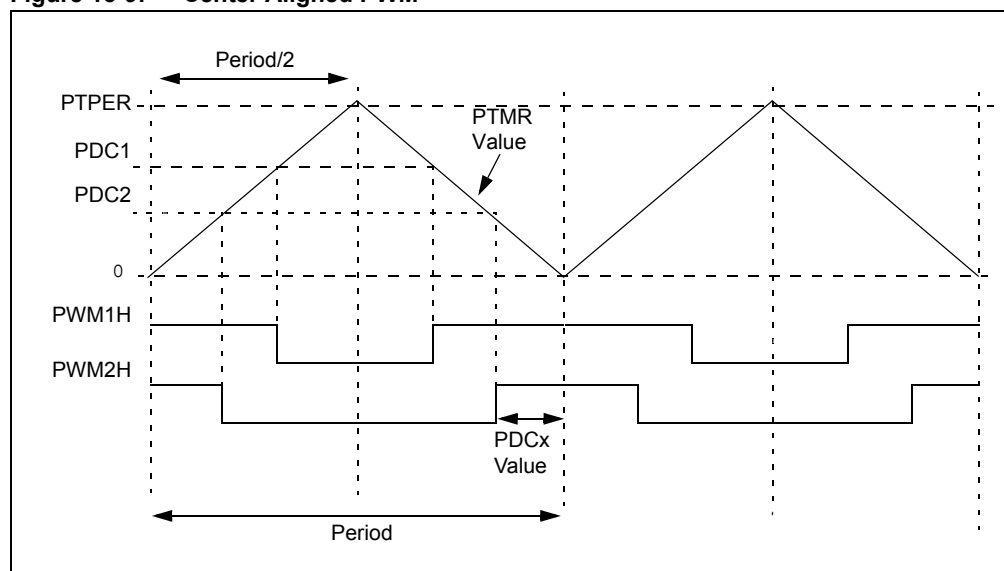 Period/2
PTPER
PTMR
Value
PDC1
PDC2
0
PWM1H
PWM2H
PDCx
Value
Period